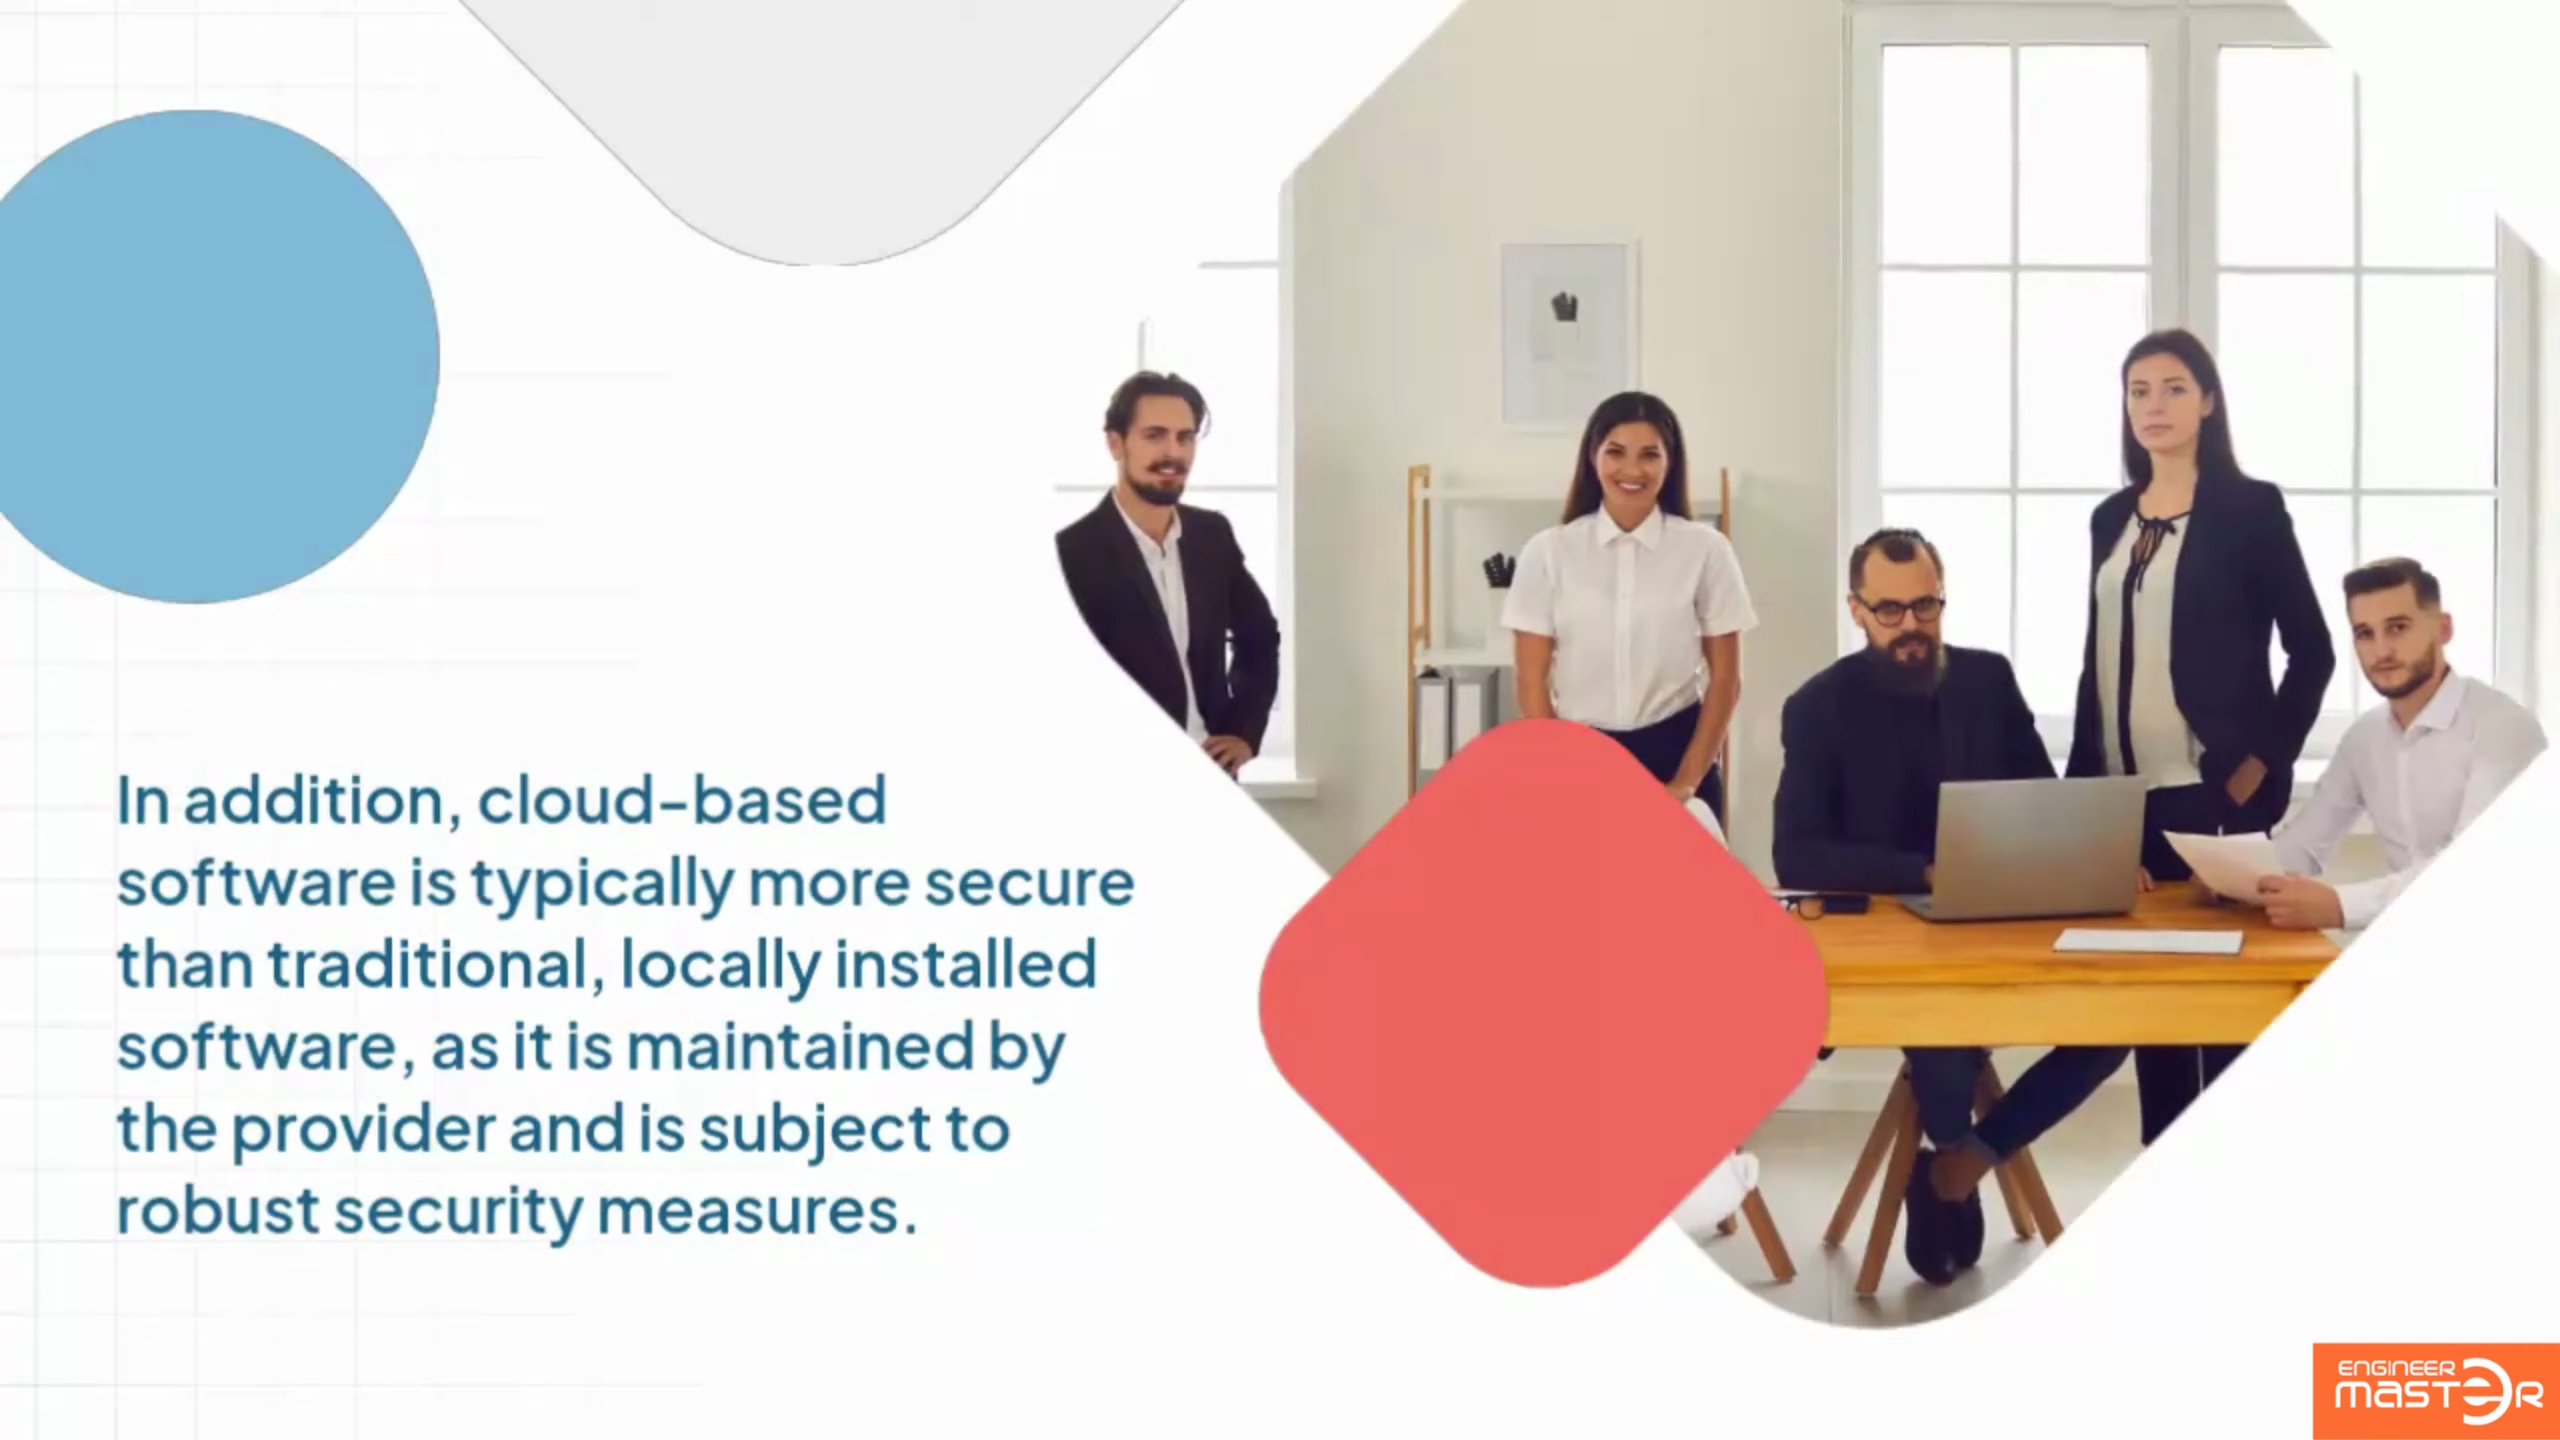 In addition, cloud-based
software is typically more secure
than traditional, locally installed
software, as it is maintained by
the provider and is subject to
robust security measures.
ENGINEER
MASTER